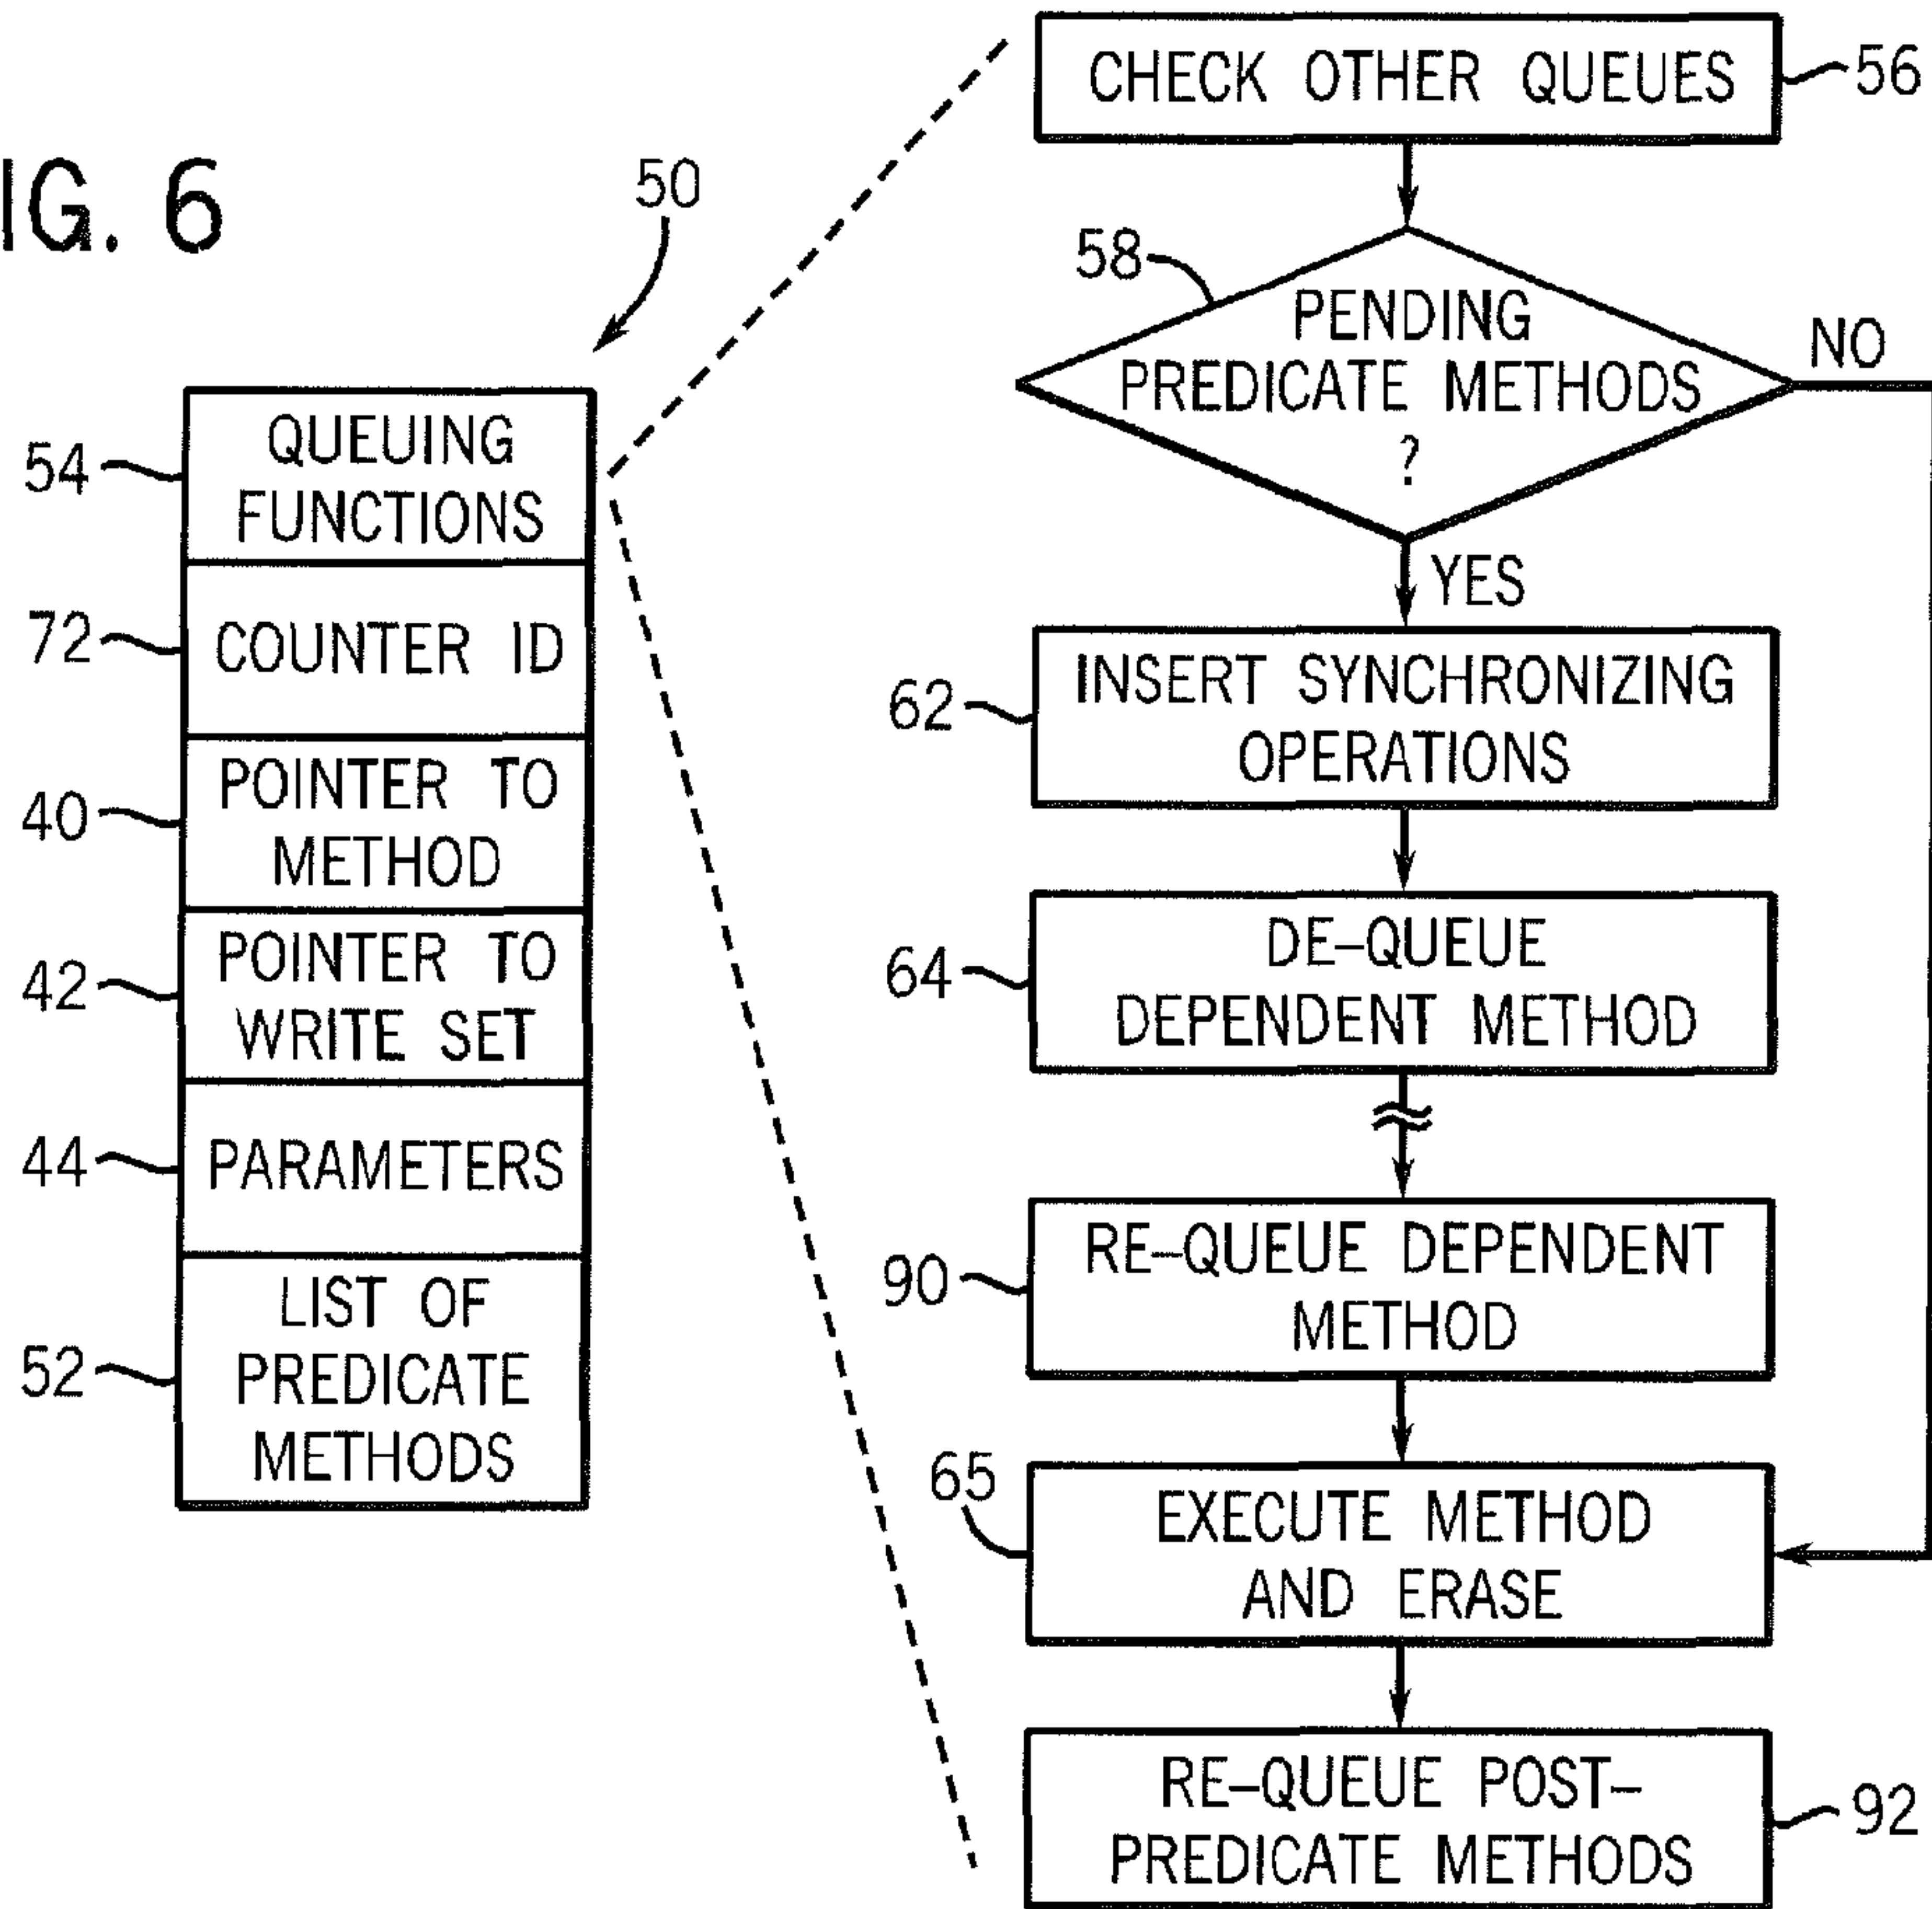 IG. 6
50
54
QUEUING
FUNCTIONS
72
COUNTER ID
40
POINTER TO
METHOD
42
POINTER TO
WRITE SET
44
PARAMETERS
52
LIST OF
PREDICATE
METHODS
CHECK OTHER QUEUES
56
58
PENDING
PREDICATE METHODS
?
NO
YES
62
INSERT SYNCHRONIZING
OPERATIONS
64
DE–QUEUE
DEPENDENT METHOD
90
RE–QUEUE DEPENDENT
METHOD
65
EXECUTE METHOD
AND ERASE
RE–QUEUE POST–
PREDICATE METHODS
92